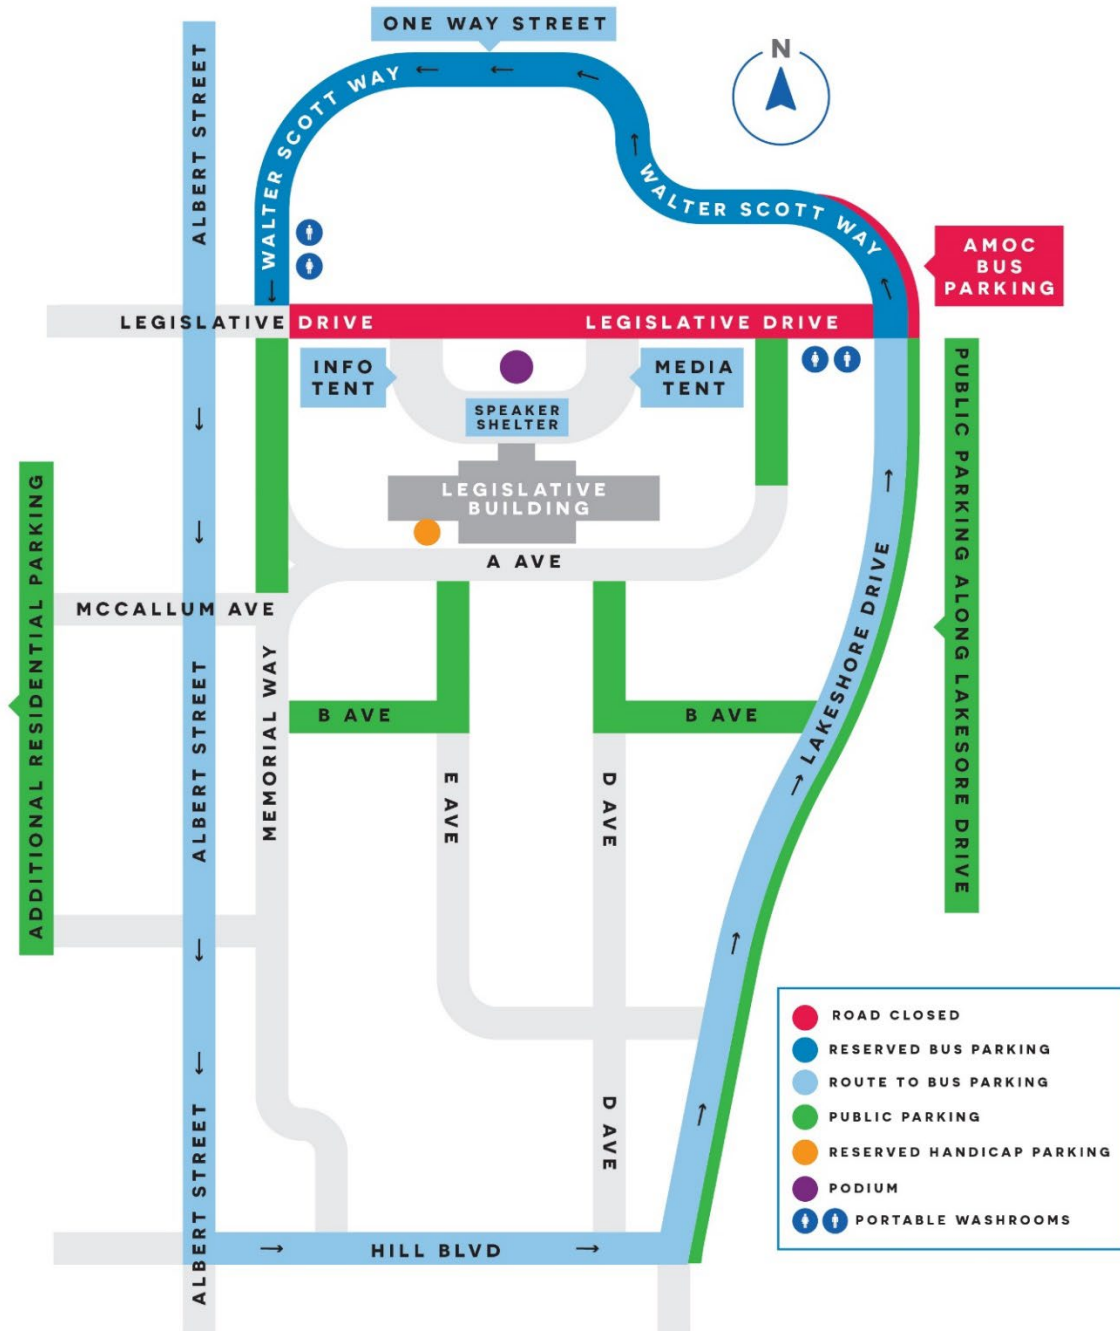 ONE WAY STREET
N
ALBERT STREET
WALTER SCOTT WAY
WALTER SCOTT WAY
AMOC
BUS
PARKING
LEGISLATIVE DRIVE
LEGISLATIVE DRIVE
INFO
TENT
MEDIA
TENT
SPEAKER
SHELTER
LEGISLATIVE
BUILDING
A AVE
MCCALLUM AVE
ADDITIONAL RESIDENTIAL PARKING
ALBERT STREET
MEMORIAL WAY
B AVE
B AVE
E AVE
D AVE
LAKESHORE DRIVE
PUBLIC PARKING ALONG LAKESORE DRIVE
D AVE
ALBERT STREET
HILL BLVD
ROAD CLOSED
RESERVED BUS PARKING
ROUTE TO BUS PARKING
PUBLIC PARKING
RESERVED HANDICAP PARKING
PODIUM
PORTABLE WASHROOMS